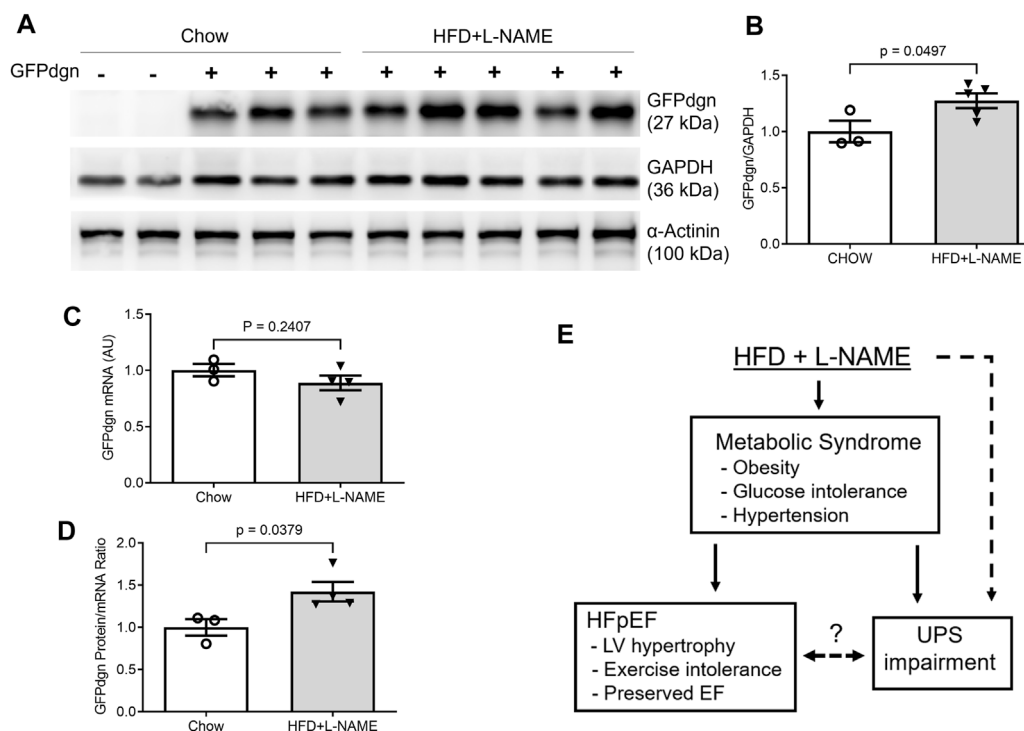 A
Chow HFD+L-NAME
GFPdgn - - + + + + + + + +
GFPdgn
(27 kDa)
GAPDH
(36 kDa)
α-Actinin
(100 kDa)
B
p = 0.0497
GFPdgn/GAPDH
1.5
1.0
0.5
0.0
CHOW HFD+L-NAME
C
P = 0.2407
GFPdgn mRNA (AU)
1.5
1.0
0.5
0.0
Chow HFD+L-NAME
D
p = 0.0379
GFPdgn Protein/mRNA Ratio
2.0
1.5
1.0
0.5
0.0
Chow HFD+L-NAME
E
HFD + L-NAME
Metabolic Syndrome
- Obesity
- Glucose intolerance
- Hypertension
HFpEF
- LV hypertrophy
- Exercise intolerance
- Preserved EF
?
UPS
impairment